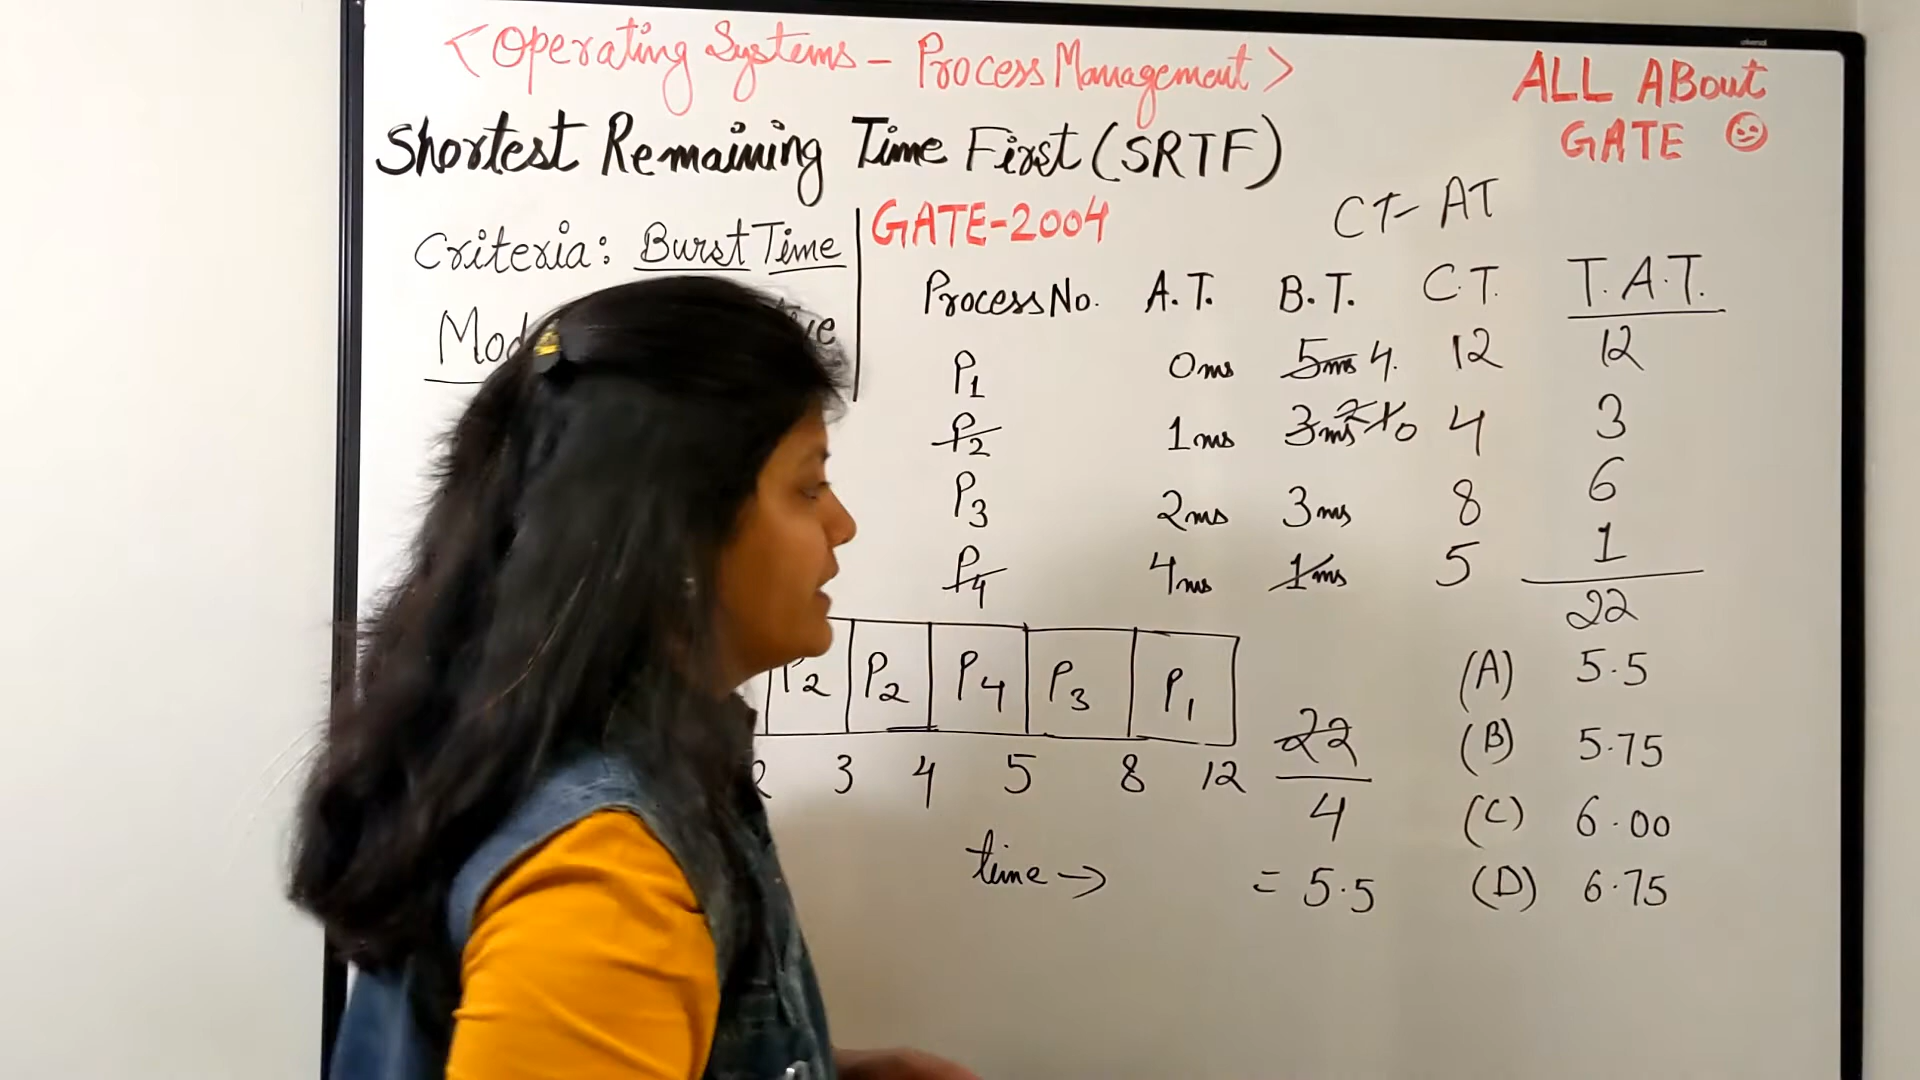 <Operating Systems - Process Management>
ALL ABout
GATE
Shortest Remaining Time First (SRTF)
Criteria: Burst Time
GATE-2004
CT- AT
Process No. A.T. B.T. C.T. T.A.T.
P1 0ms 5ms 4. 12 12
P2 1ms 3ms 2 1 0 4 3
P3 2ms 3ms 8 6
P4 4ms 1ms 5 1
22
P2 P2 P4 P3 P1
2 3 4 5 8 12
time →
22
4
= 5.5
(A) 5.5
(B) 5.75
(C) 6.00
(D) 6.75